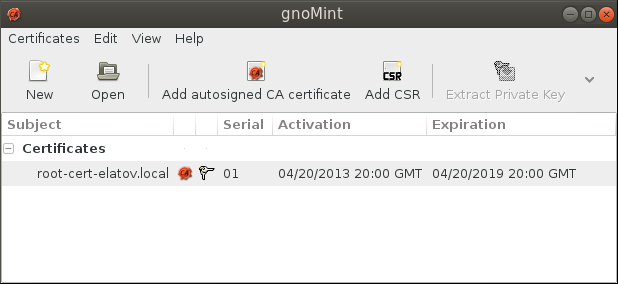 gnoMint
Certificates Edit View Help
New Open Add autosigned CA certificate CSR Add CSR Extract Private Key
Subject Serial Activation Expiration
Certificates
root-cert-elatov.local 01 04/20/2013 20:00 GMT 04/20/2019 20:00 GMT